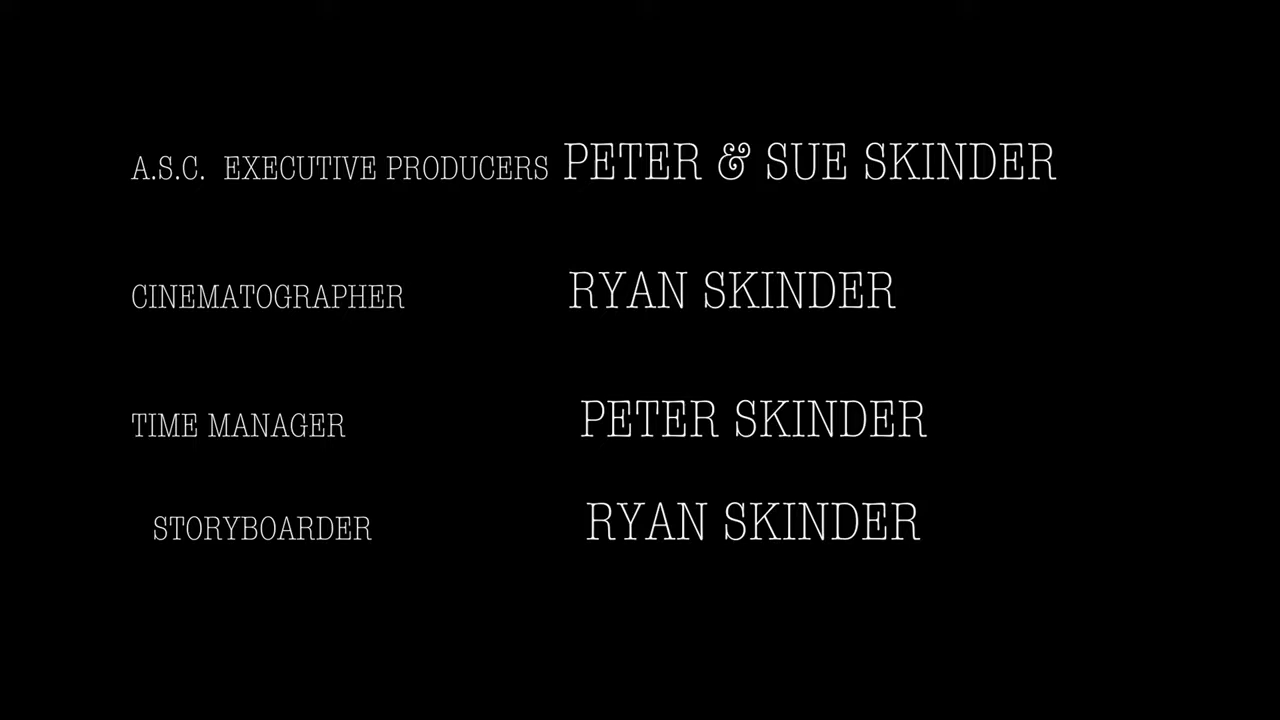 A.S.C. EXECUTIVE PRODUCERS PETER & SUE SKINDER
CINEMATOGRAPHER RYAN SKINDER
TIME MANAGER PETER SKINDER
STORYBOARDER RYAN SKINDER